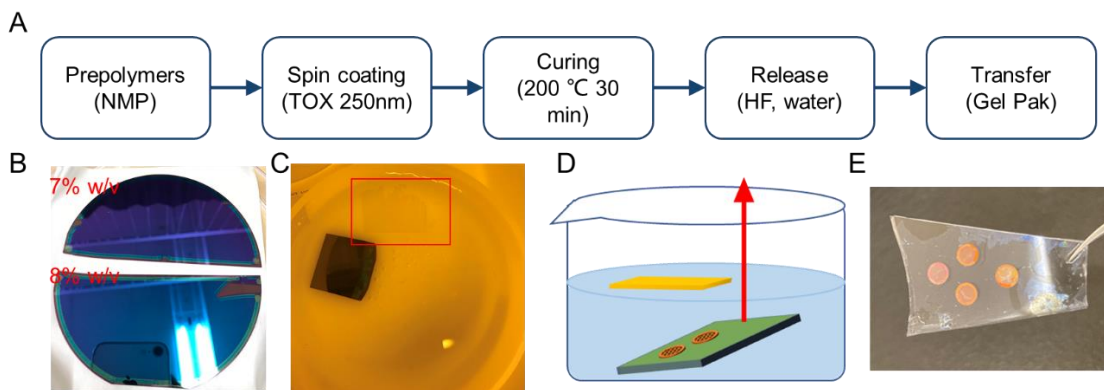 A
Prepolymers
(NMP)
Spin coating
(TOX 250nm)
Curing
(200 ℃ 30
min)
Release
(HF, water)
Transfer
(Gel Pak)
B
7% w/v
8% w/v
C
D
E